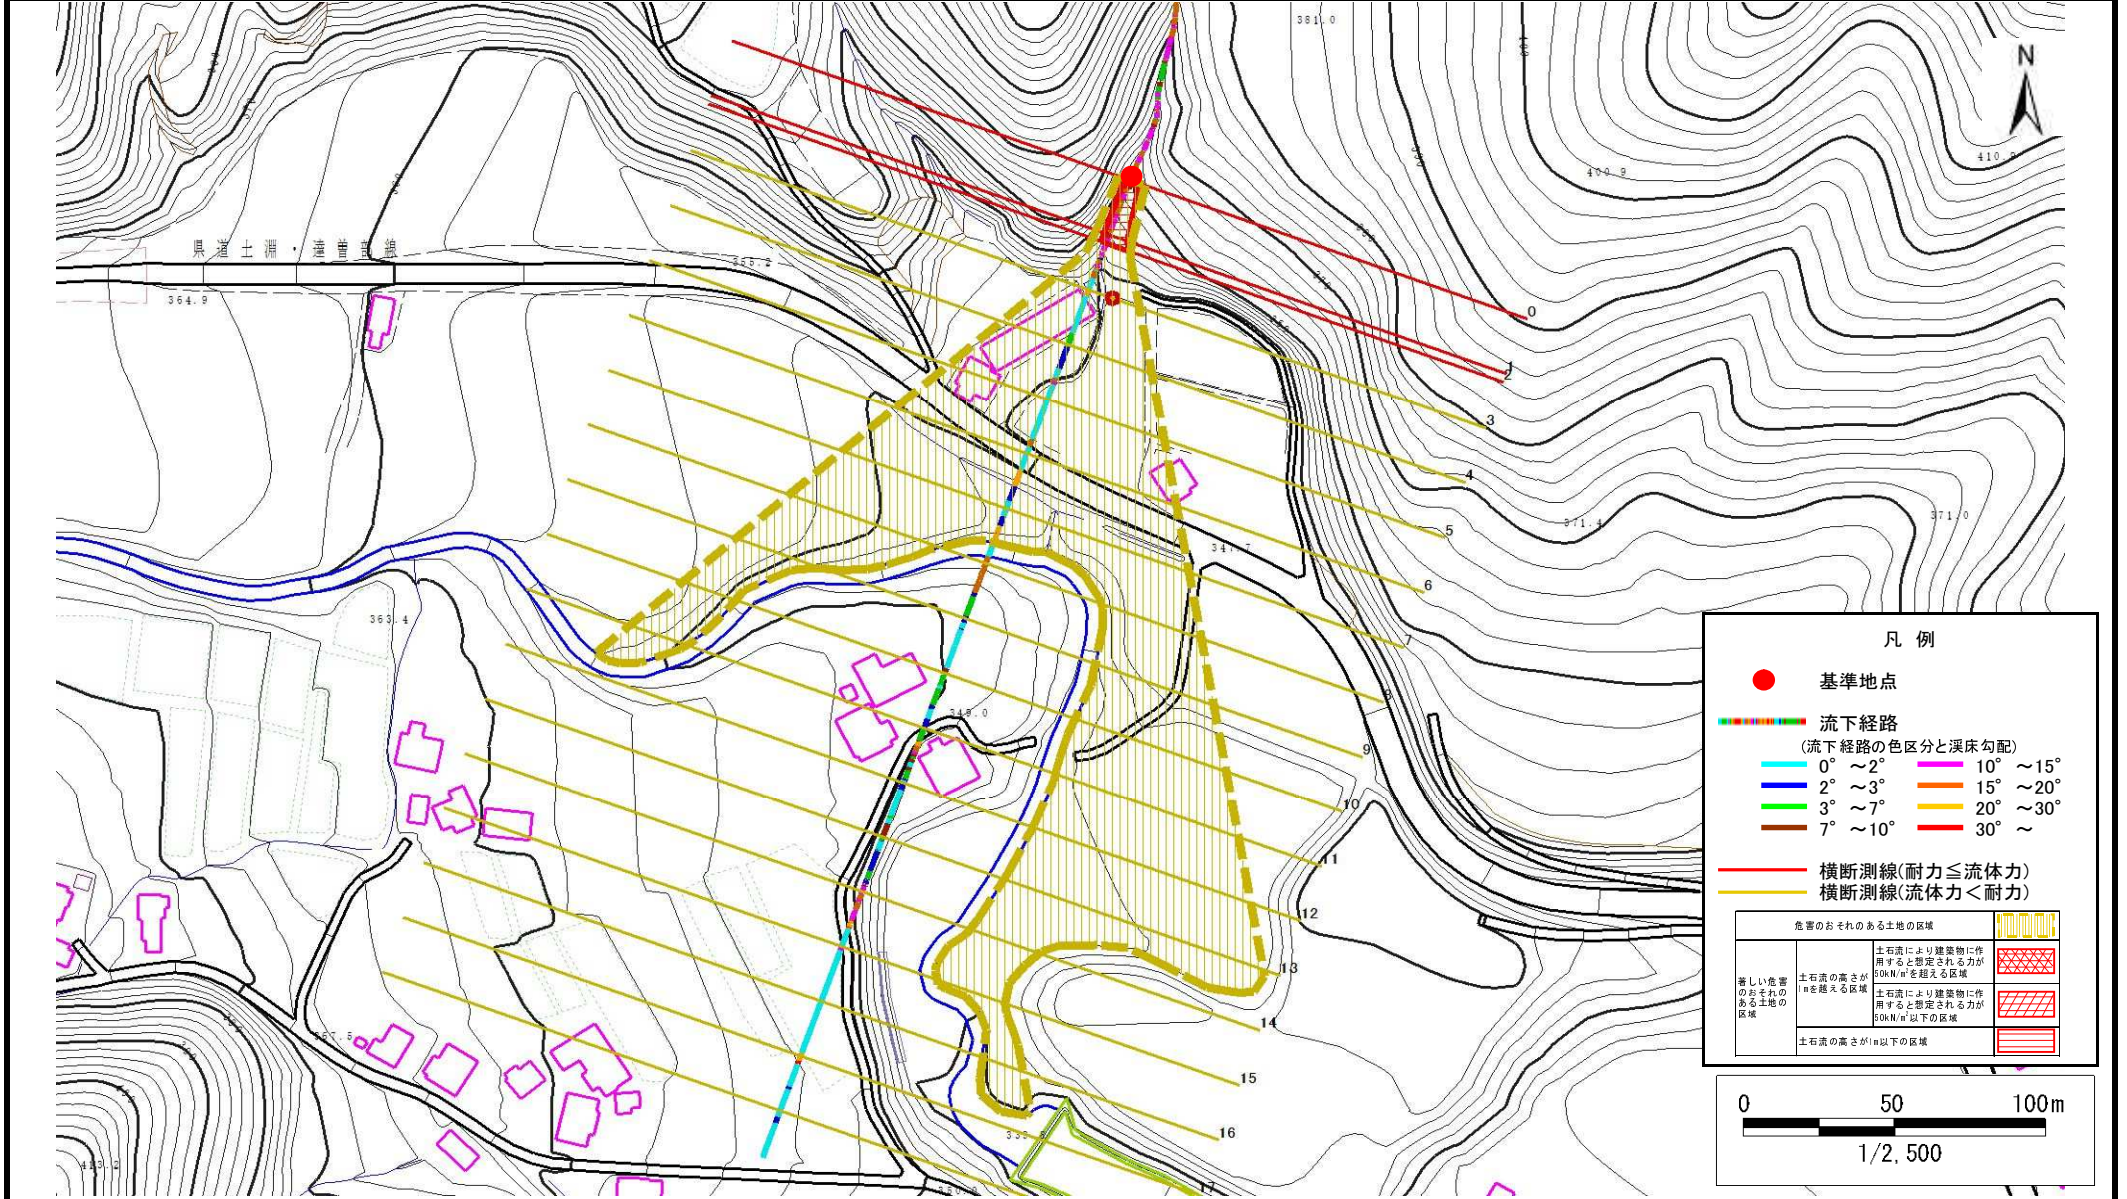 381.0
N
410.9
400.9
県道土淵・達曽部線
355.2
364.9
0
1
2
3
4
371.4
371.0
5
6
363.4
7
8
349.0
9
10
11
12
13
14
357.5
15
16
413.2
17
凡 例
基準地点
流下経路
(流下経路の色区分と渓床勾配)
0° ～2° 10° ～15°
2° ～3° 15° ～20°
3° ～7° 20° ～30°
7° ～10° 30° ～
横断測線(耐力≦流体力)
横断測線(流体力＜耐力)
危害のおそれのある土地の区域
著しい危害
のおそれの
ある土地の
区域
土石流の高さが
1mを越える区域
土石流により建築物に作
用すると想定される力が
50kN/㎡を超える区域
土石流により建築物に作
用すると想定される力が
50kN/㎡以下の区域
土石流の高さが1m以下の区域
0 50 100m
1/2,500